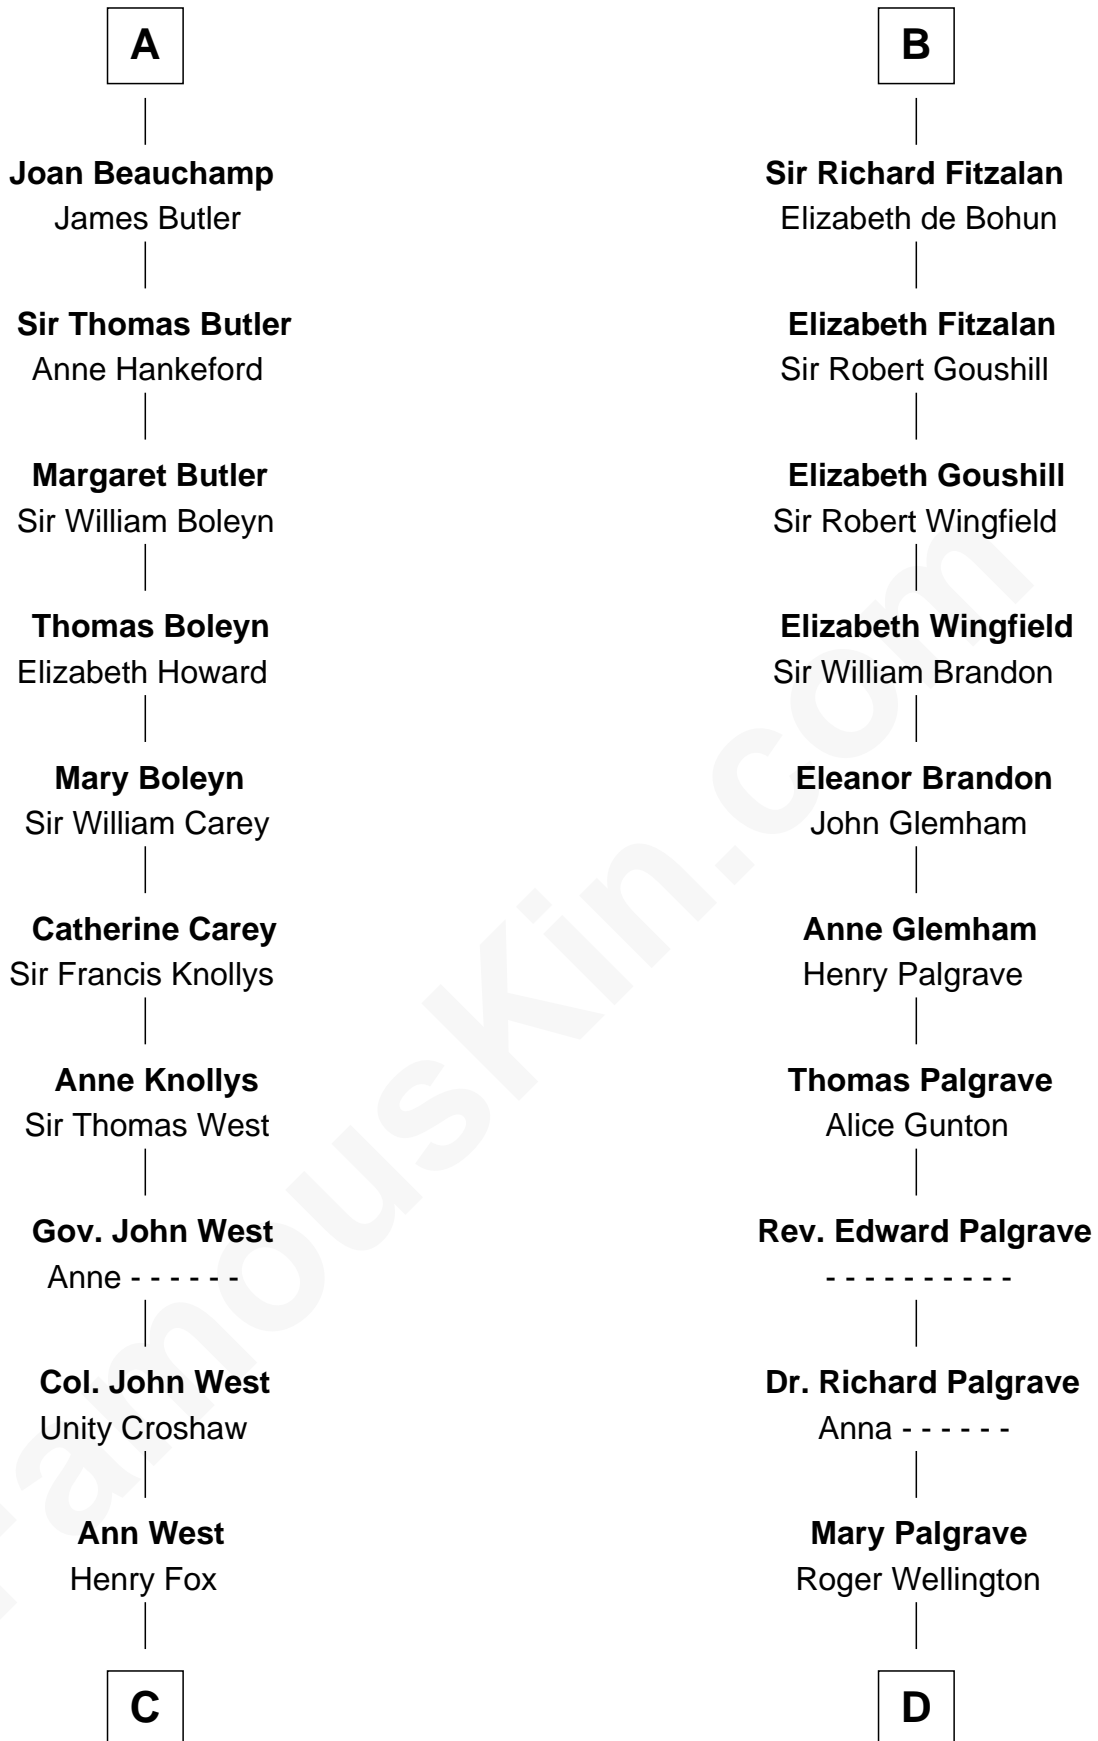 A
Joan Beauchamp
James Butler
Sir Thomas Butler
Anne Hankeford
Margaret Butler
Sir William Boleyn
Thomas Boleyn
Elizabeth Howard
Mary Boleyn
Sir William Carey
Catherine Carey
Sir Francis Knollys
Anne Knollys
Sir Thomas West
Gov. John West
Anne - - - - - -
Col. John West
Unity Croshaw
Ann West
Henry Fox
C
B
Sir Richard Fitzalan
Elizabeth de Bohun
Elizabeth Fitzalan
Sir Robert Goushill
Elizabeth Goushill
Sir Robert Wingfield
Elizabeth Wingfield
Sir William Brandon
Eleanor Brandon
John Glemham
Anne Glemham
Henry Palgrave
Thomas Palgrave
Alice Gunton
Rev. Edward Palgrave
- - - - - - - - - -
Dr. Richard Palgrave
Anna - - - - - -
Mary Palgrave
Roger Wellington
D
FamousKin.com